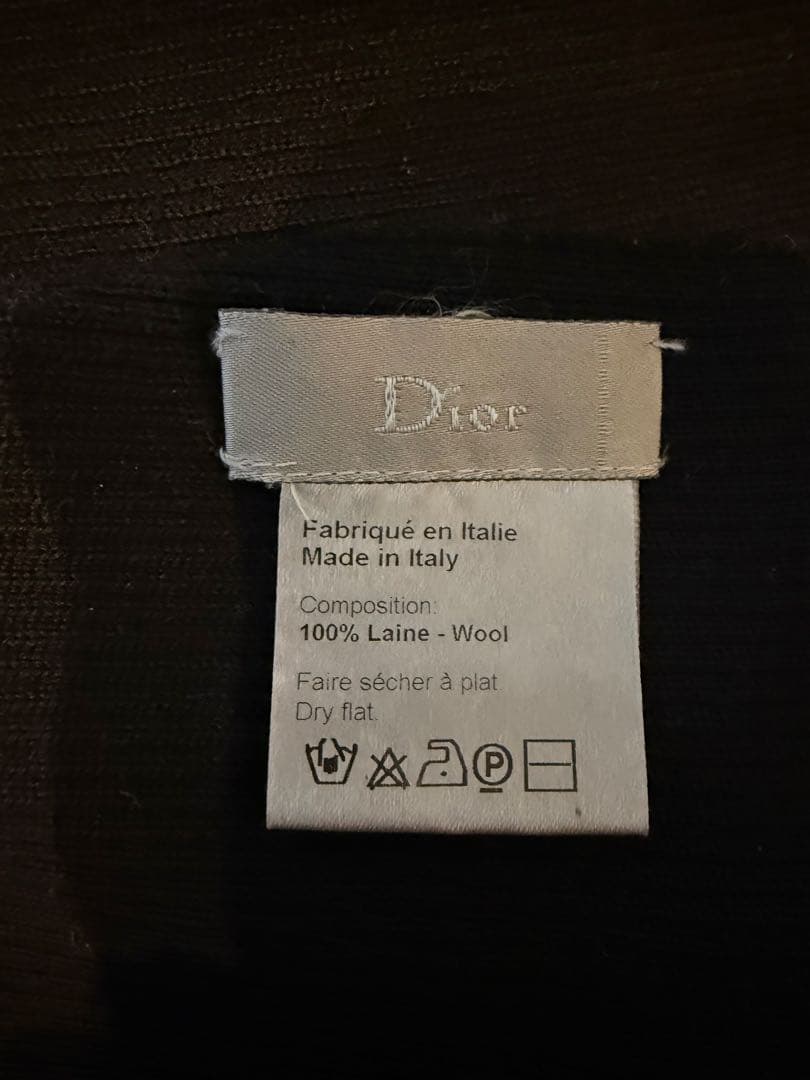 Dior
Fabriqué en Italie
Made in Italy
Composition:
100% Laine - Wool
Faire sécher à plat.
Dry flat.
P